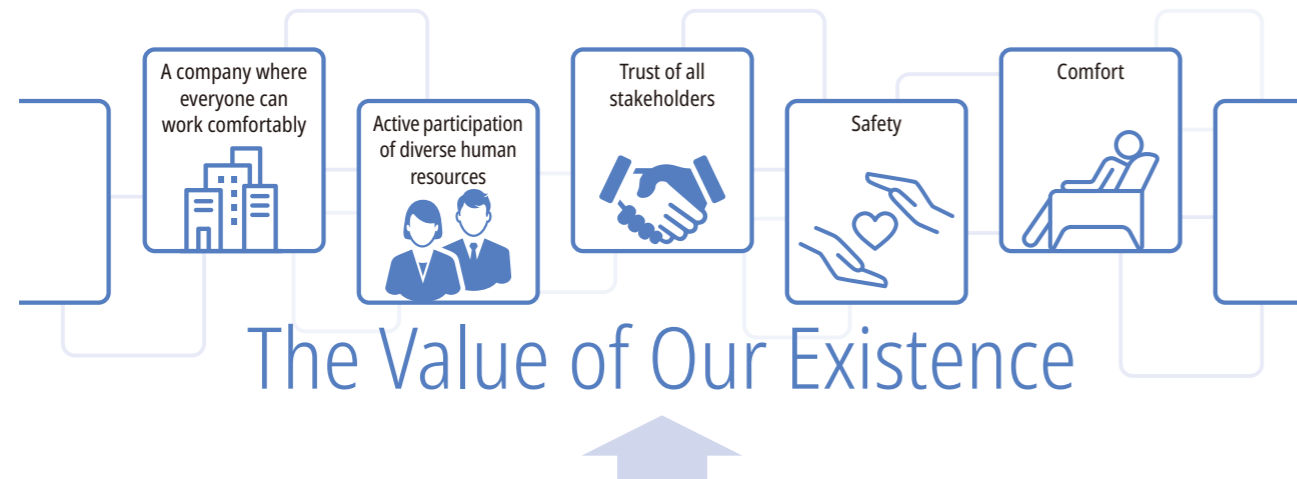 A company where
everyone can
work comfortably
Active participation
of diverse human
resources
Trust of all
stakeholders
Safety
Comfort
The Value of Our Existence